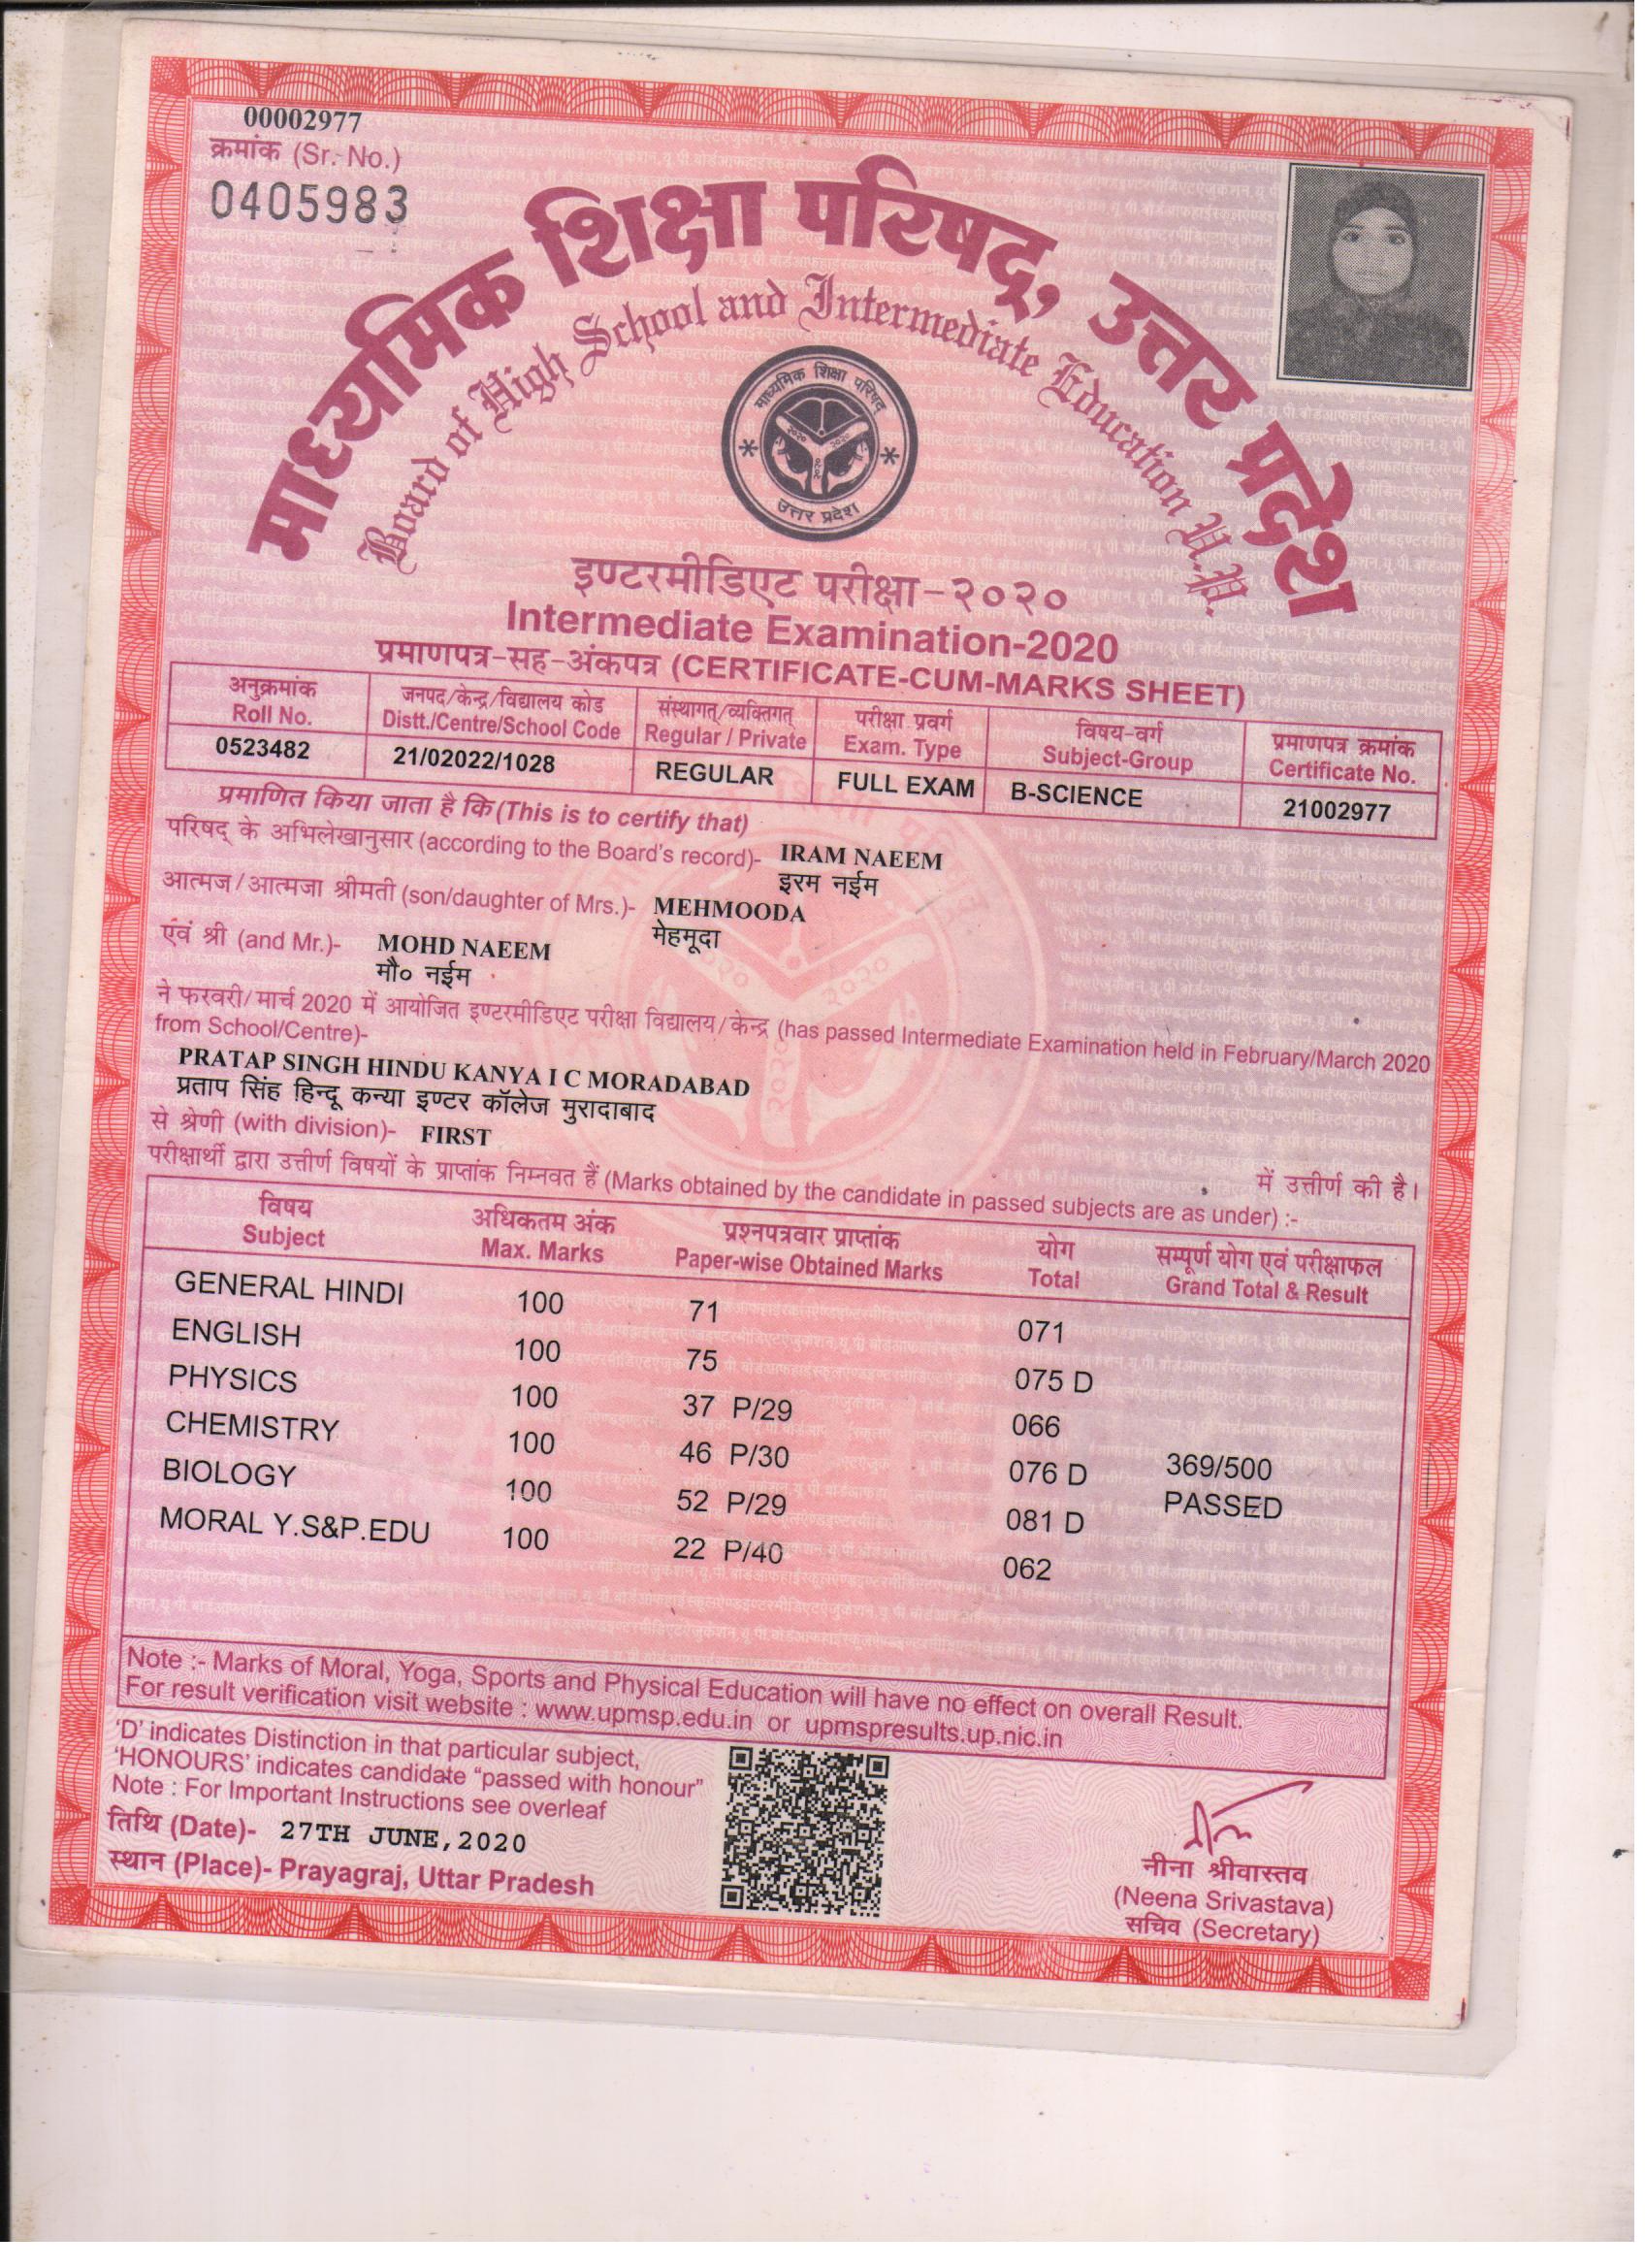 00002977
क्रमांक (Sr. No.)
0405983
माध्यमिक शिक्षा परिषद्, उत्तर प्रदेश
Board of High School and Intermediate Education U.P.
माध्यमिक शिक्षा परिषद्
२०२० २०२०
२०२०
उत्तर प्रदेश
इण्टरमीडिएट परीक्षा-२०२०
Intermediate Examination-2020
प्रमाणपत्र-सह-अंकपत्र (CERTIFICATE-CUM-MARKS SHEET)
अनुक्रमांक जनपद/केन्द्र/विद्यालय कोड संस्थागत्/व्यक्तिगत् परीक्षा प्रवर्ग विषय-वर्ग प्रमाणपत्र क्रमांक
Roll No. Distt./Centre/School Code Regular / Private Exam. Type Subject-Group Certificate No.
0523482 21/02022/1028 REGULAR FULL EXAM B-SCIENCE 21002977
प्रमाणित किया जाता है कि (This is to certify that)
परिषद् के अभिलेखानुसार (according to the Board's record)- IRAM NAEEM
इरम नईम
आत्मज/आत्मजा श्रीमती (son/daughter of Mrs.)- MEHMOODA
मेहमूदा
एवं श्री (and Mr.)- MOHD NAEEM
मौ० नईम
ने फरवरी/मार्च 2020 में आयोजित इण्टरमीडिएट परीक्षा विद्यालय/केन्द्र (has passed Intermediate Examination held in February/March 2020
from School/Centre)-
PRATAP SINGH HINDU KANYA I C MORADABAD
प्रताप सिंह हिन्दू कन्या इण्टर कॉलेज मुरादाबाद
से श्रेणी (with division)- FIRST
में उत्तीर्ण की है।
परीक्षार्थी द्वारा उत्तीर्ण विषयों के प्राप्तांक निम्नवत हैं (Marks obtained by the candidate in passed subjects are as under) :-
विषय अधिकतम अंक प्रश्नपत्रवार प्राप्तांक योग सम्पूर्ण योग एवं परीक्षाफल
Subject Max. Marks Paper-wise Obtained Marks Total Grand Total & Result
GENERAL HINDI 100 71 071
ENGLISH 100 75 075 D
PHYSICS 100 37 P/29 066
CHEMISTRY 100 46 P/30 076 D 369/500
BIOLOGY 100 52 P/29 081 D PASSED
MORAL Y.S&P.EDU 100 22 P/40 062
Note :- Marks of Moral, Yoga, Sports and Physical Education will have no effect on overall Result.
For result verification visit website : www.upmsp.edu.in or upmspresults.up.nic.in
'D' indicates Distinction in that particular subject,
'HONOURS' indicates candidate "passed with honour"
Note : For Important Instructions see overleaf
तिथि (Date)- 27TH JUNE,2020
स्थान (Place)- Prayagraj, Uttar Pradesh
नीना श्रीवास्तव
(Neena Srivastava)
सचिव (Secretary)